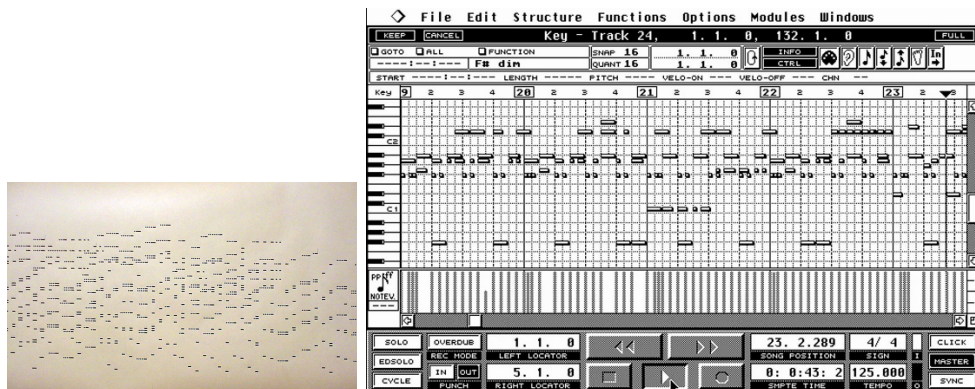 File Edit Structure Functions Options Modules Windows
KEEP CANCEL Key - Track 24, 1. 1. 0, 132. 1. 0 FULL
GOTO ALL FUNCTION SNAP 16 1. 1. 0 INFO In
----:--:--- F# dim QUANT 16 1. 1. 0 CTRL
START ----:--:--- LENGTH ------ PITCH ---- VELO-ON --- VELO-OFF --- CHN --
Key 9 2 3 4 20 2 3 4 21 2 3 4 22 2 3 4 23 2 3
C2
C1
PP ff
NOTEV.
SOLO OVERDUB 1. 1. 0 << >> 23. 2.289 4/ 4 CLICK
REC MODE LEFT LOCATOR SONG POSITION SIGN I MASTER
EDSOLO IN OUT 5. 1. 0 0: 0:43: 2 125.000
CYCLE PUNCH RIGHT LOCATOR SMPTE TIME TEMPO O SYNC